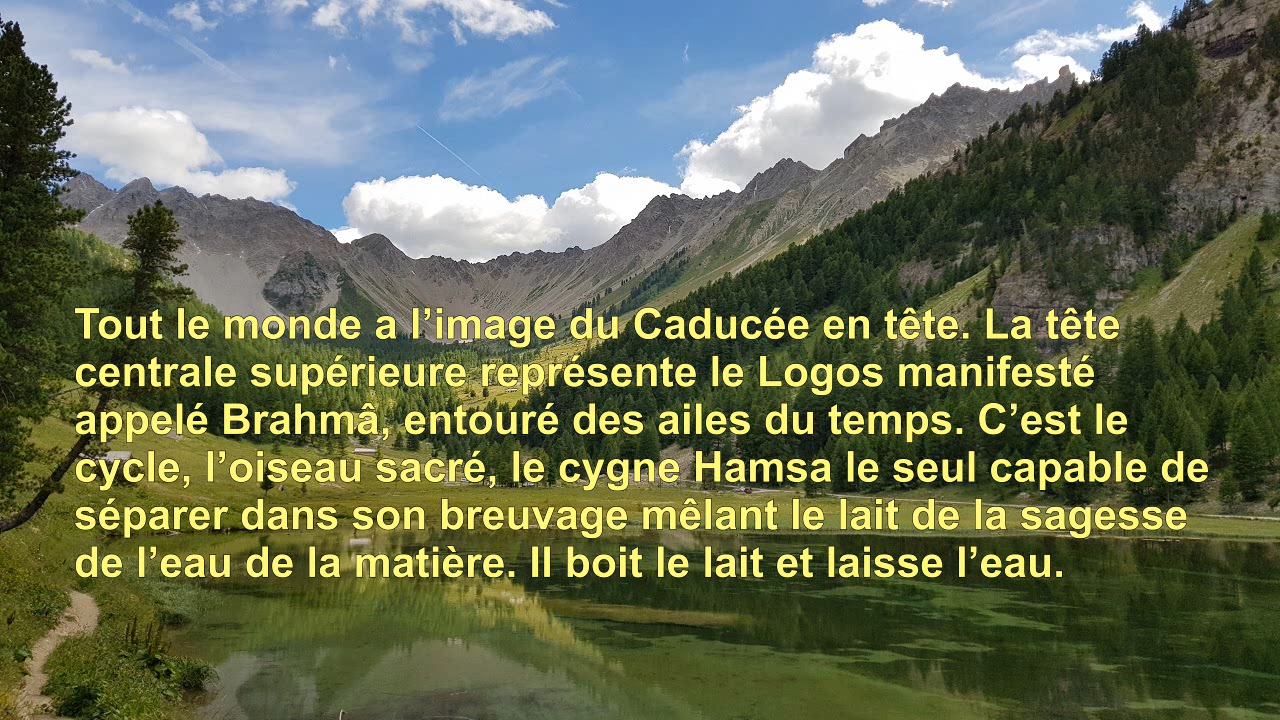 Tout le monde a l’image du Caducée en tête. La tête
centrale supérieure représente le Logos manifesté
appelé Brahmâ, entouré des ailes du temps. C’est le
cycle, l’oiseau sacré, le cygne Hamsa le seul capable de
séparer dans son breuvage mêlant le lait de la sagesse
de l’eau de la matière. Il boit le lait et laisse l’eau.